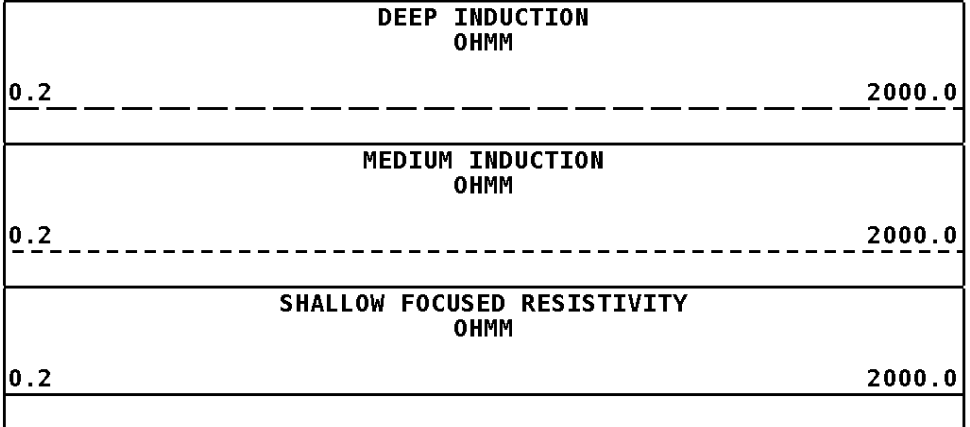 DEEP INDUCTION
OHMM
0.2 2000.0
MEDIUM INDUCTION
OHMM
0.2 2000.0
SHALLOW FOCUSED RESISTIVITY
OHMM
0.2 2000.0